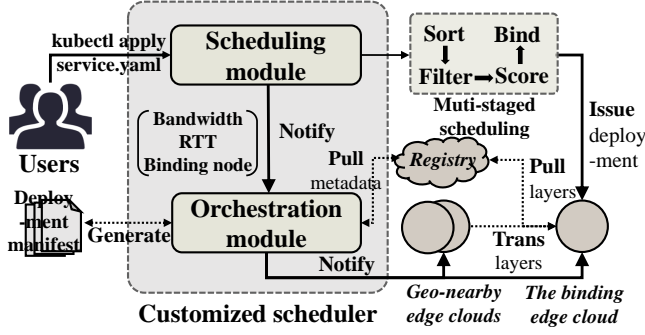 kubectl apply
service.yaml
Users
Scheduling
module
Sort
Bind
Filter
Score
Muti-staged
scheduling
Issue
deploy
-ment
Bandwidth
RTT
Binding node
Notify
Pull
metadata
Registry
Pull
layers
Deploy
-ment
manifest
Generate
Orchestration
module
Trans
layers
Notify
Customized scheduler
Geo-nearby
edge clouds
The binding
edge cloud